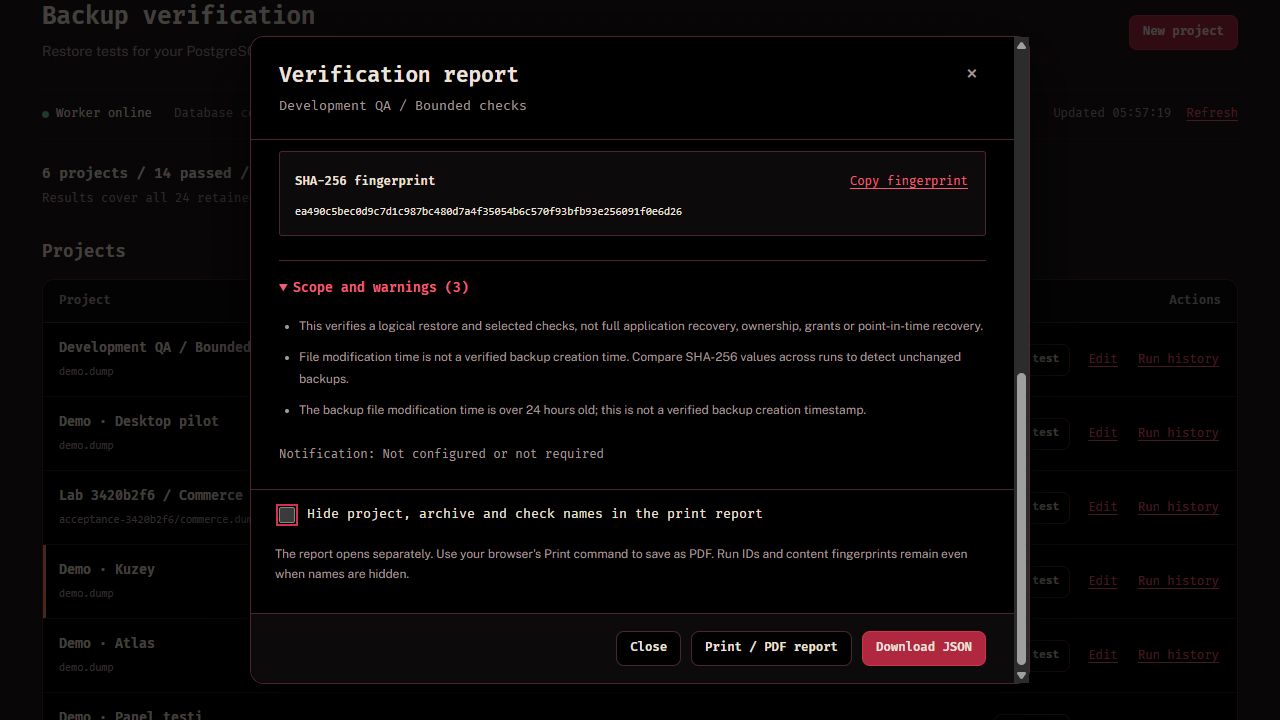 Backup verification
Restore tests for your PostgreS
New project
Worker online
Database c
Updated 05:57:19
Refresh
6 projects / 14 passed /
Results cover all 24 retaine
Projects
Project
Actions
Development QA / Bounded
demo.dump
test
Edit
Run history
Demo · Desktop pilot
demo.dump
test
Edit
Run history
Lab 3420b2f6 / Commerce
acceptance-3420b2f6/commerce.dum
test
Edit
Run history
Demo · Kuzey
demo.dump
test
Edit
Run history
Demo · Atlas
demo.dump
test
Edit
Run history
Demo · Panel testi
Verification report
×
Development QA / Bounded checks
SHA-256 fingerprint
Copy fingerprint
ea490c5bec0d9c7d1c987bc480d7a4f35054b6c570f93bfb93e256091f0e6d26
▼ Scope and warnings (3)
• This verifies a logical restore and selected checks, not full application recovery, ownership, grants or point-in-time recovery.
• File modification time is not a verified backup creation time. Compare SHA-256 values across runs to detect unchanged
backups.
• The backup file modification time is over 24 hours old; this is not a verified backup creation timestamp.
Notification: Not configured or not required
Hide project, archive and check names in the print report
The report opens separately. Use your browser's Print command to save as PDF. Run IDs and content fingerprints remain even
when names are hidden.
Close
Print / PDF report
Download JSON